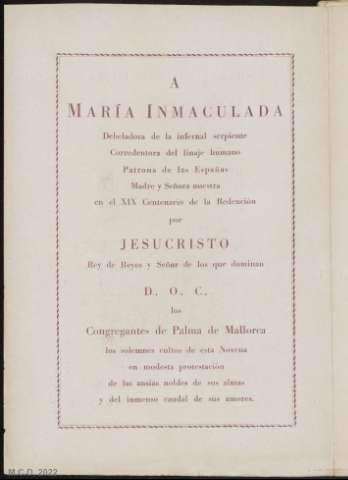 A
MARÍA INMACULADA
Debeladora de la infernal serpiente
Corredentora del linaje humano
Patrona de las Españas
Madre y Señora nuestra
en el XIX Centenario de la Redención
por
JESUCRISTO
Rey de Reyes y Señor de los que dominan
D. O. C.
los
Congregantes de Palma de Mallorca
los solemnes cultos de esta Novena
en modesta protestación
de las ansias nobles de sus almas
y del inmenso caudal de sus amores.
M.C.D. 2022